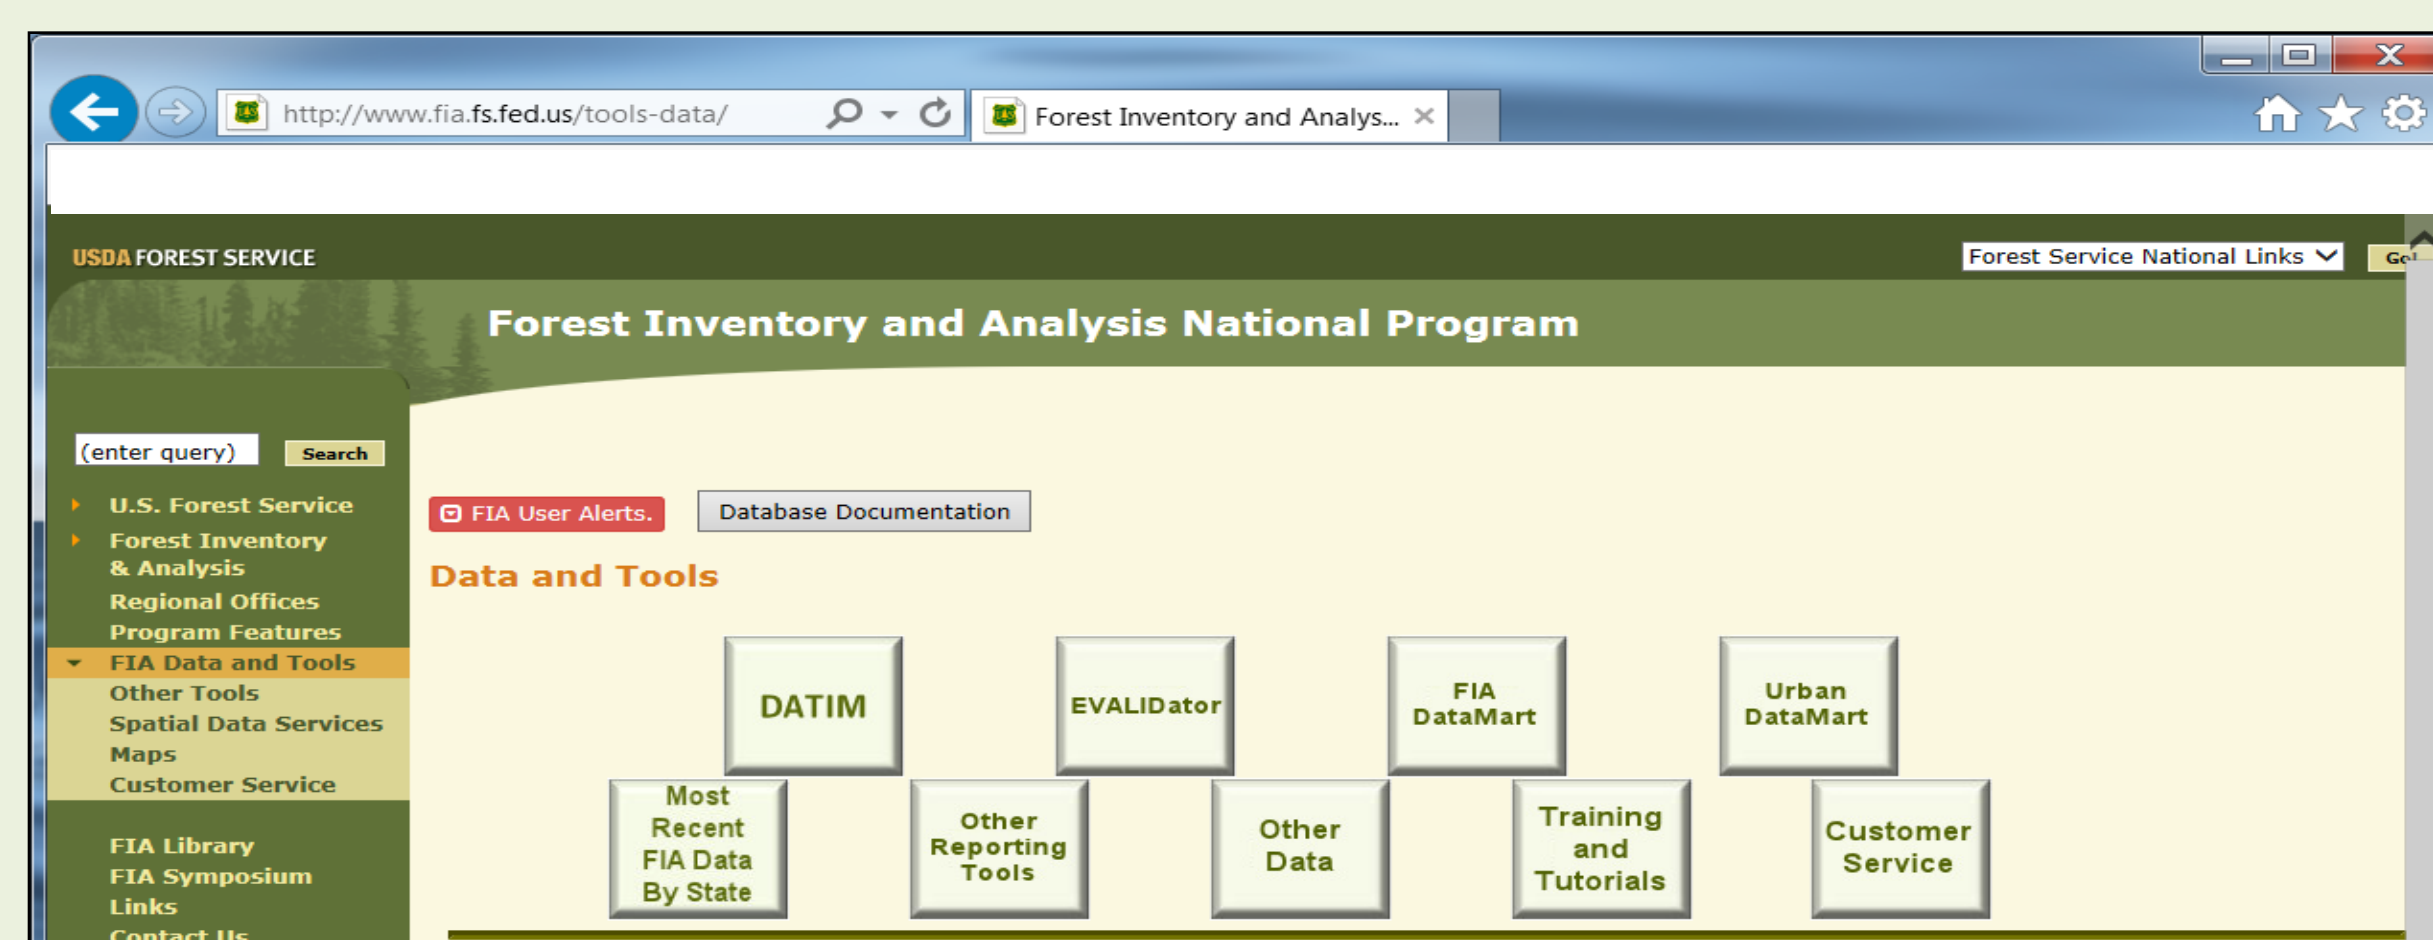 http://www.fia.fs.fed.us/tools-data/
Forest Inventory and Analys...
USDA FOREST SERVICE
Forest Service National Links
Go!
Forest Inventory and Analysis National Program
(enter query)
Search
U.S. Forest Service
Forest Inventory
& Analysis
Regional Offices
Program Features
FIA Data and Tools
Other Tools
Spatial Data Services
Maps
Customer Service
FIA Library
FIA Symposium
Links
Contact Us
FIA User Alerts.
Database Documentation
Data and Tools
DATIM
EVALIDator
FIA
DataMart
Urban
DataMart
Most
Recent
FIA Data
By State
Other
Reporting
Tools
Other
Data
Training
and
Tutorials
Customer
Service